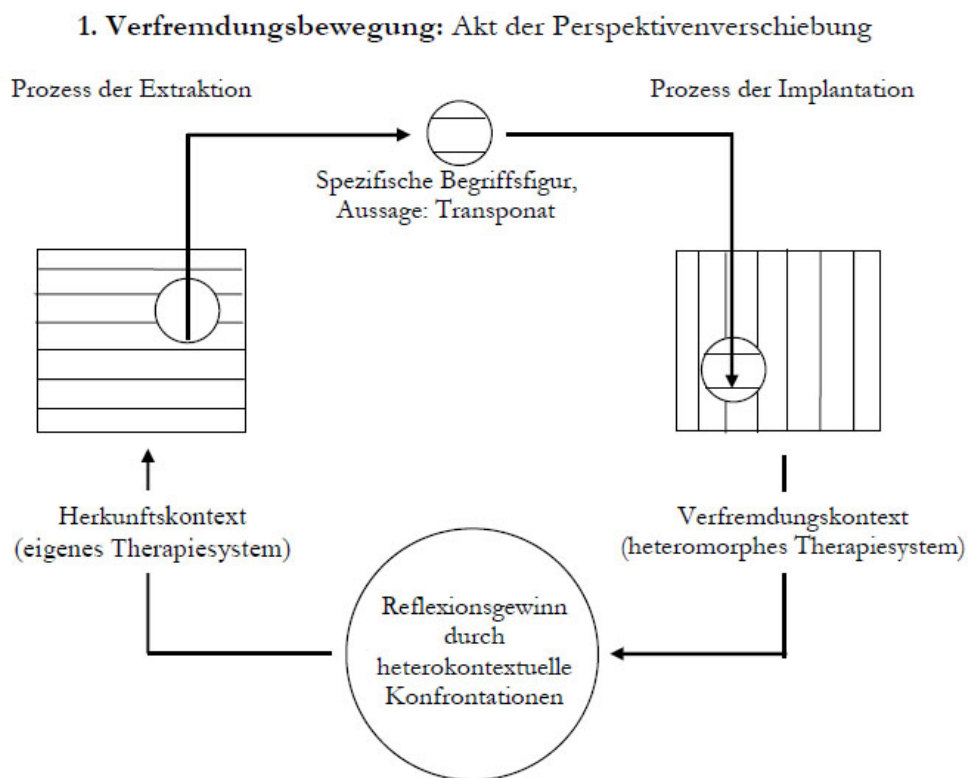 1. Verfremdungsbewegung: Akt der Perspektivenverschiebung
Prozess der Extraktion
Prozess der Implantation
Spezifische Begriffsfigur,
Aussage: Transponat
Herkunftskontext
(eigenes Therapiesystem)
Verfremdungskontext
(heteromorphes Therapiesystem)
Reflexionsgewinn
durch
heterokontextuelle
Konfrontationen